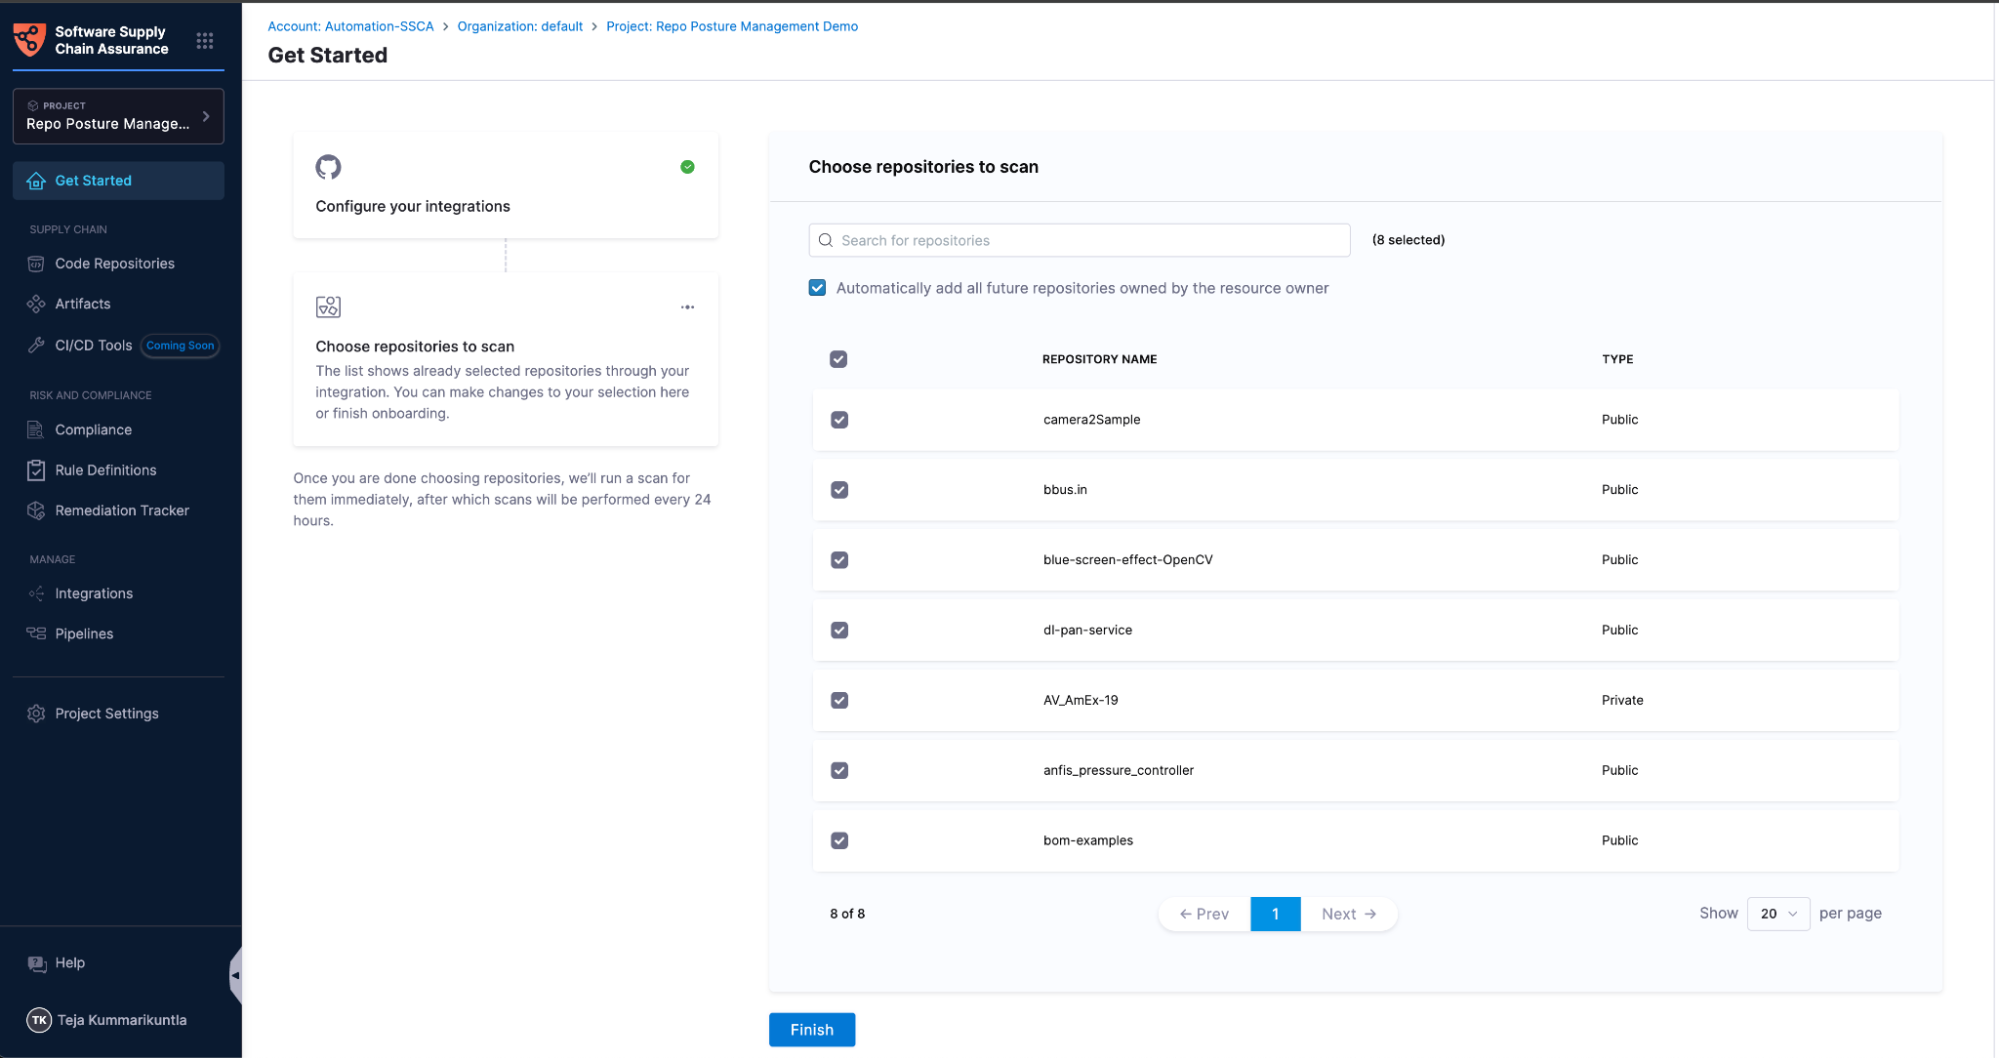 Software Supply
Chain Assurance
PROJECT
Repo Posture Manage...
Get Started
SUPPLY CHAIN
Code Repositories
Artifacts
CI/CD Tools Coming Soon
RISK AND COMPLIANCE
Compliance
Rule Definitions
Remediation Tracker
MANAGE
Integrations
Pipelines
Project Settings
Help
TK Teja Kummarikuntla
Account: Automation-SSCA > Organization: default > Project: Repo Posture Management Demo
Get Started
Configure your integrations
Choose repositories to scan
The list shows already selected repositories through your
integration. You can make changes to your selection here
or finish onboarding.
Once you are done choosing repositories, we'll run a scan for
them immediately, after which scans will be performed every 24
hours.
Choose repositories to scan
Search for repositories (8 selected)
Automatically add all future repositories owned by the resource owner
REPOSITORY NAME TYPE
camera2Sample Public
bbus.in Public
blue-screen-effect-OpenCV Public
dl-pan-service Public
AV_AmEx-19 Private
anfis_pressure_controller Public
bom-examples Public
8 of 8 ← Prev 1 Next → Show 20 per page
Finish